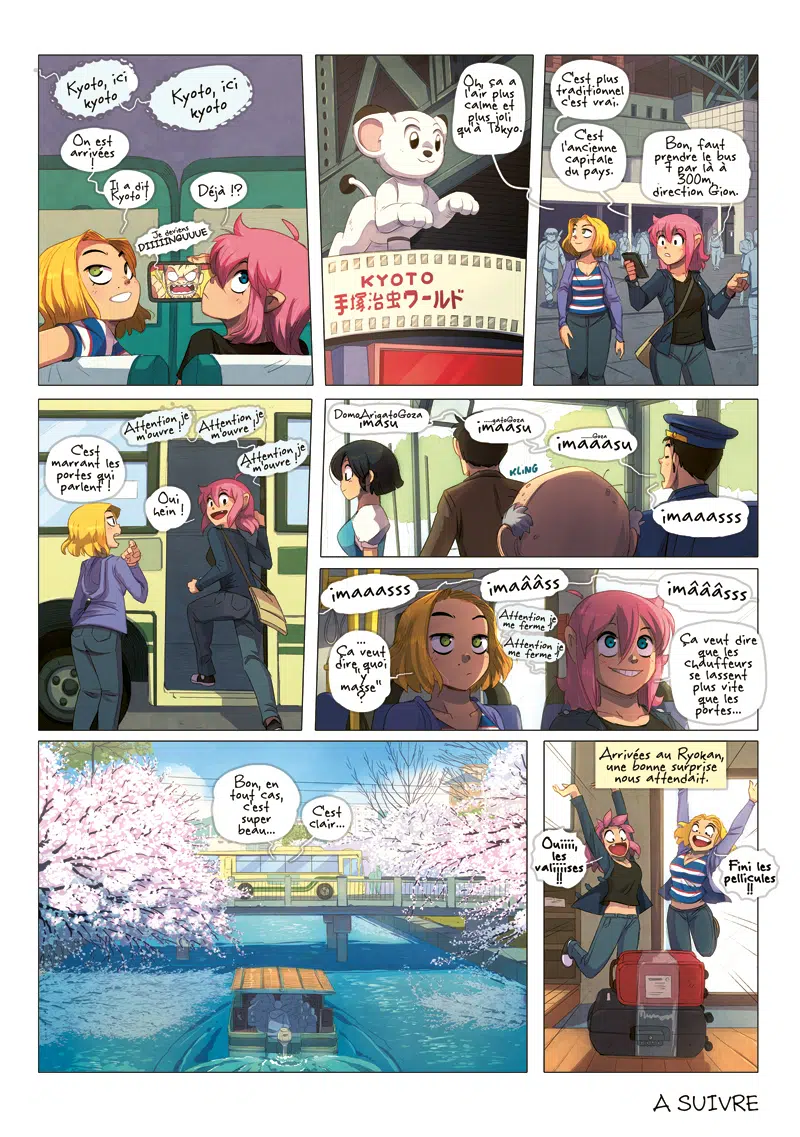 Kyoto, ici
kyoto
Kyoto, ici
kyoto
On est
arrivées
!
Il a dit
Kyoto !
Déjà !?
Je deviens
DIIIIINGUUUE
Oh, ça a
l'air plus
calme et
plus joli
qu'à Tokyo.
KYOTO
手塚治虫ワールド
C'est plus
traditionnel
c'est vrai.
C'est
l'ancienne
capitale
du pays.
Bon, faut
prendre le bus
7 par là à
300m,
direction Gion.
C'est
marrant les
portes qui
parlent !
Attention je
m'ouvre !
Attention je
m'ouvre !
Attention je
m'ouvre !
Oui
hein !
DomoArigatoGoza
imasu
gatoGoza
imaasu
Goza
imaaasu
KLING
imaaasss
imaaasss
imaâââss
imâââsss
...
Ça veut
dire quoi
"y
masse"
?
Attention je
me ferme !
Attention je
me ferme !
Ça veut dire
que les
chauffeurs
se lassent
plus vite
que les
portes...
Bon, en
tout cas,
c'est
super
beau...
C'est
clair...
Arrivées au Ryokan,
une bonne surprise
nous attendait.
Ouiiii,
les
valiiiises
!!
Fini les
pellicules
!!
A SUIVRE